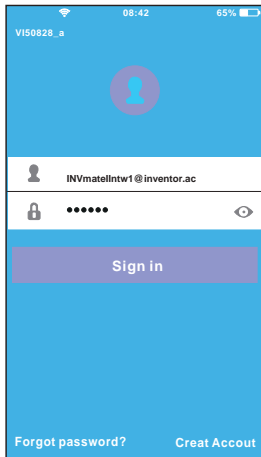 08:42 65%
VI50828_a
INVmatelIntw1@inventor.ac
••••••
Sign in
Forgot password? Creat Accout